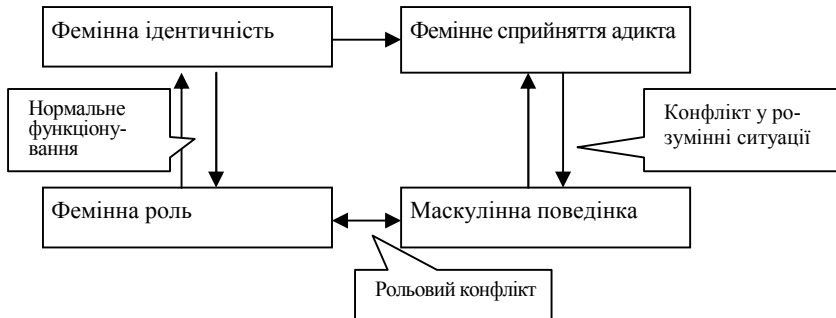 Фемінна ідентичність
Фемінне сприйняття адикта
Нормальне
функціону-
вання
Конфлікт у ро-
зумінні ситуації
Фемінна роль
Маскулінна поведінка
Рольовий конфлікт